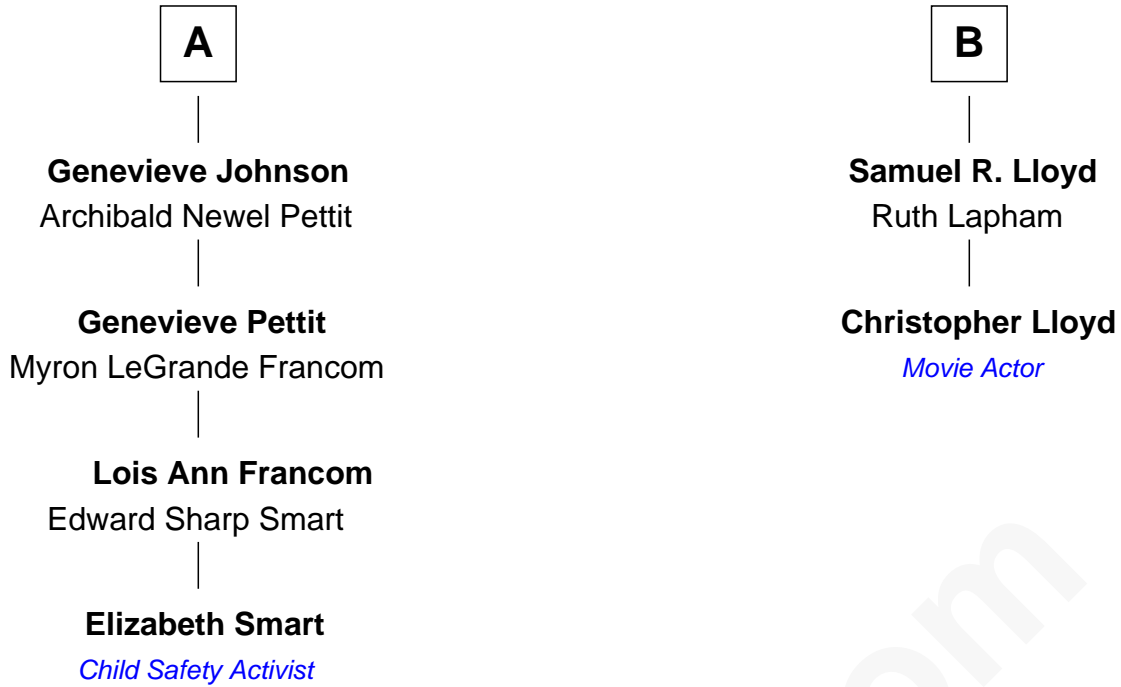 A
Genevieve Johnson
Archibald Newel Pettit
Genevieve Pettit
Myron LeGrande Francom
Lois Ann Francom
Edward Sharp Smart
Elizabeth Smart
Child Safety Activist
B
Samuel R. Lloyd
Ruth Lapham
Christopher Lloyd
Movie Actor
om